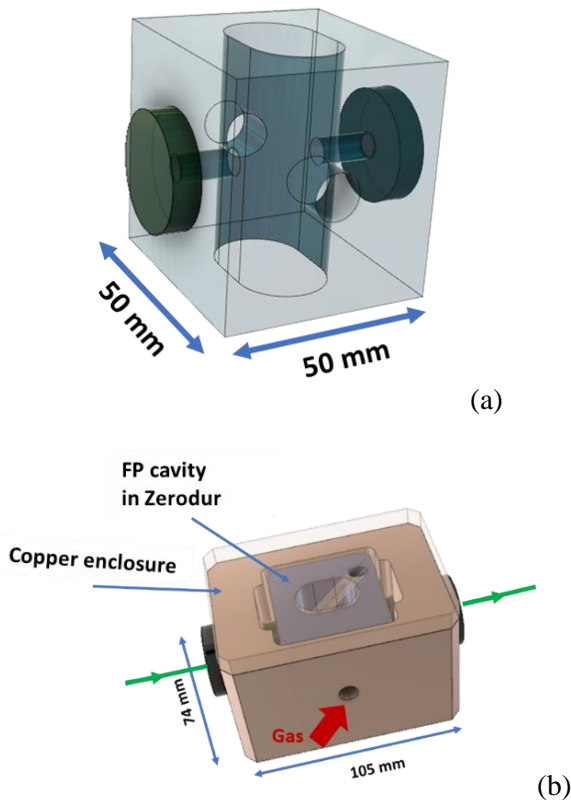 50 mm
50 mm
(a)
FP cavity
in Zerodur
Copper enclosure
74 mm
Gas
105 mm
(b)